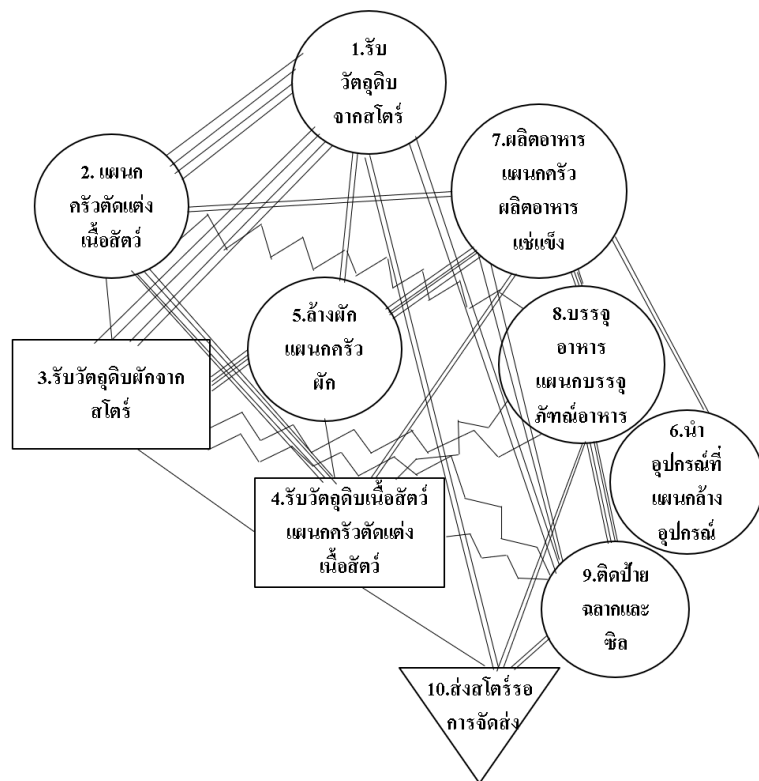 1.รับ
วัตถุดิบ
จากสโตร์
2. แผนก
ครัวตัดแต่ง
เนื้อสัตว์
3.รับวัตถุดิบผักจาก
สโตร์
4.รับวัตถุดิบเนื้อสัตว์
แผนกครัวตัดแต่ง
เนื้อสัตว์
5.ล้างผัก
แผนกครัว
ผัก
6.นำ
อุปกรณ์ที่
แผนกล้าง
อุปกรณ์
7.ผลิตอาหาร
แผนกครัว
ผลิตอาหาร
แช่แข็ง
8.บรรจุ
อาหาร
แผนกบรรจุ
ภัฑณ์อาหาร
9.ติดป้าย
ฉลากและ
ซิล
10.ส่งสโตร์รอ
การจัดส่ง